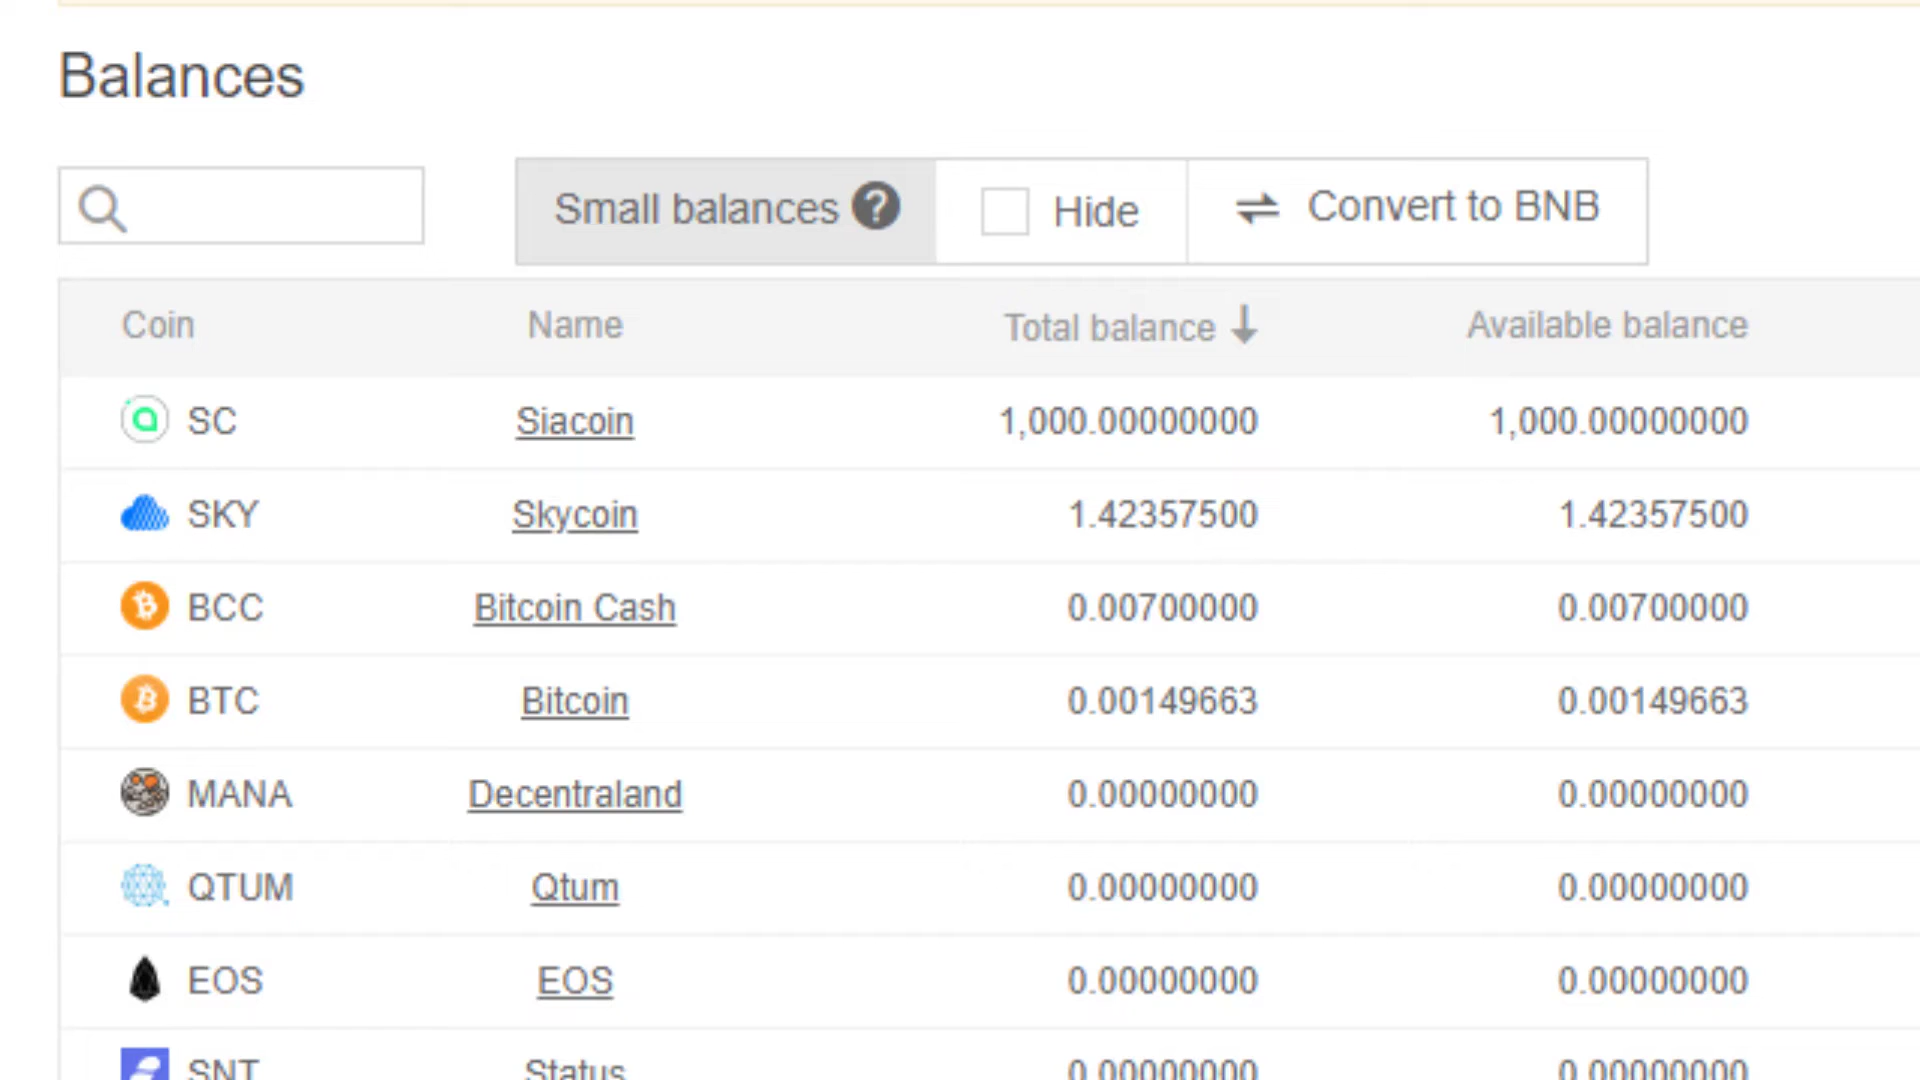 Balances
Small balances ? Hide Convert to BNB
Coin Name Total balance Available balance
SC Siacoin 1,000.00000000 1,000.00000000
SKY Skycoin 1.42357500 1.42357500
BCC Bitcoin Cash 0.00700000 0.00700000
BTC Bitcoin 0.00149663 0.00149663
MANA Decentraland 0.00000000 0.00000000
QTUM Qtum 0.00000000 0.00000000
EOS EOS 0.00000000 0.00000000
SNT Status 0.00000000 0.00000000